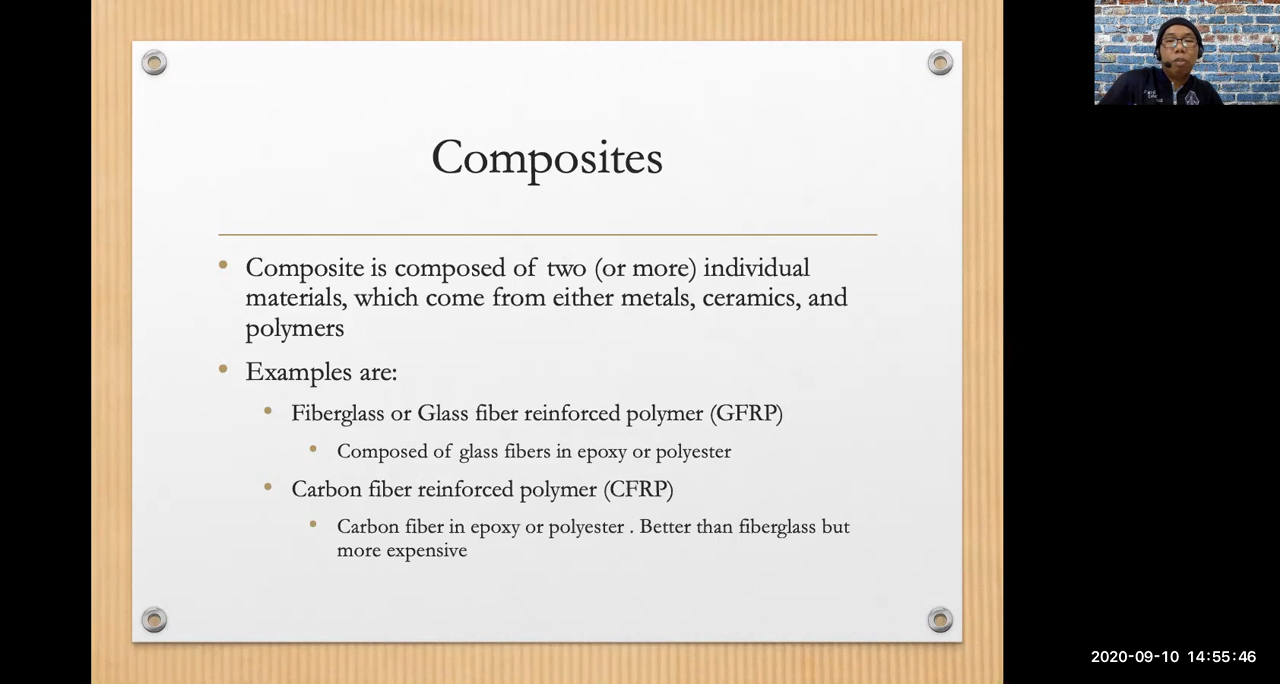 Composites
Composite is composed of two (or more) individual
materials, which come from either metals, ceramics, and
polymers
Examples are:
Fiberglass or Glass fiber reinforced polymer (GFRP)
Composed of glass fibers in epoxy or polyester
Carbon fiber reinforced polymer (CFRP)
Carbon fiber in epoxy or polyester . Better than fiberglass but
more expensive
2020-09-10 14:55:46